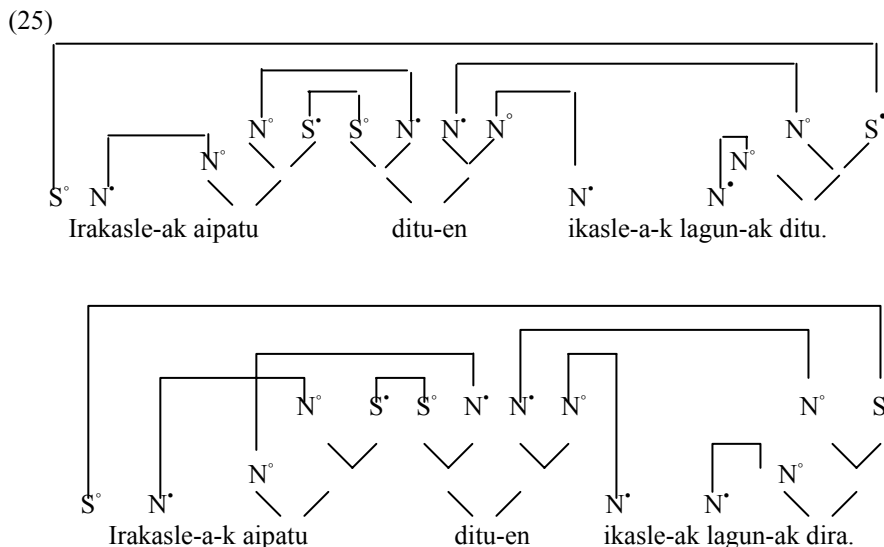 (25)
N° S• S° N• N• N° N° S•
N° N°
S° N• N• N•
Irakasle-ak aipatu ditu-en ikasle-a-k lagun-ak ditu.
N° S• S° N• N• N° N° S
N° N°
S° N• N• N•
Irakasle-a-k aipatu ditu-en ikasle-ak lagun-ak dira.